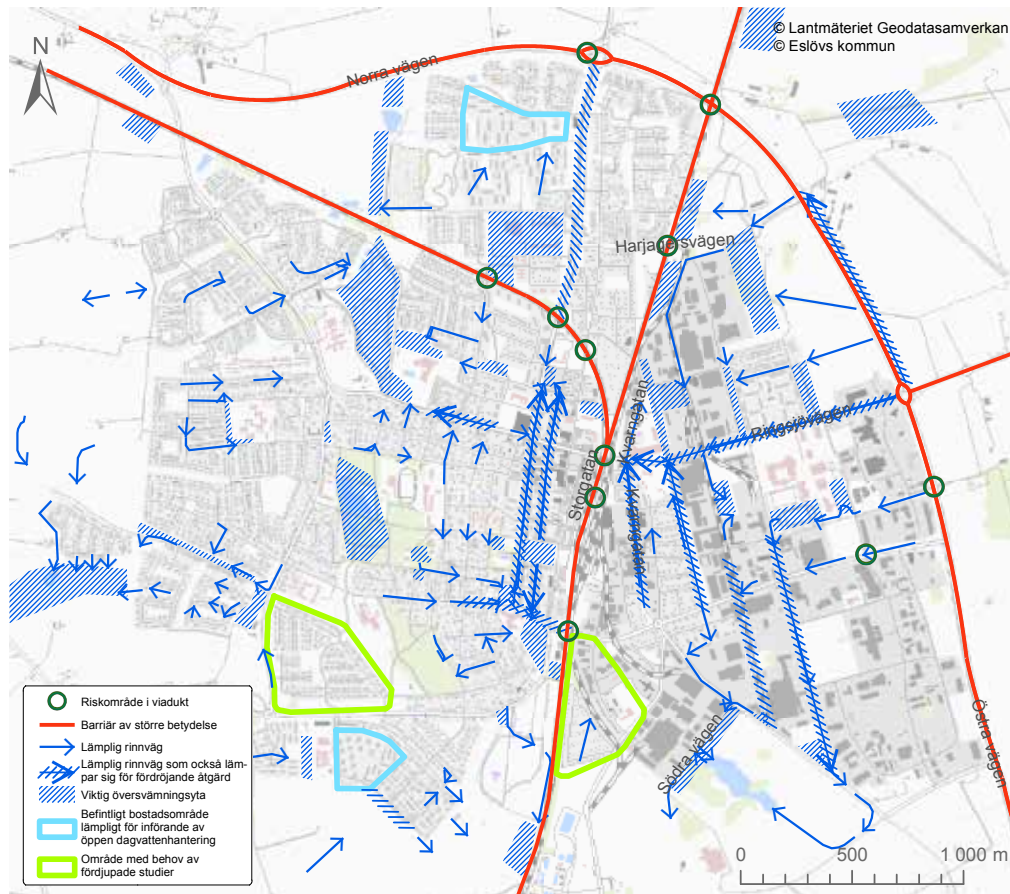 © Lantmäteriet Geodatasamverkan
© Eslövs kommun
N
Norra vägen
Harjagersvägen
Ringsjövägen
Kvarngatan
Storgatan
Västergatan
Södra vägen
Östra vägen
Riskområde i viadukt
Barriär av större betydelse
Lämplig rinnväg
Lämplig rinnväg som också läm-
par sig för fördröjande åtgärd
Viktig översvämningsyta
Befintligt bostadsområde
lämpligt för införande av
öppen dagvattenhantering
Område med behov av
fördjupade studier
0 500 1 000 m